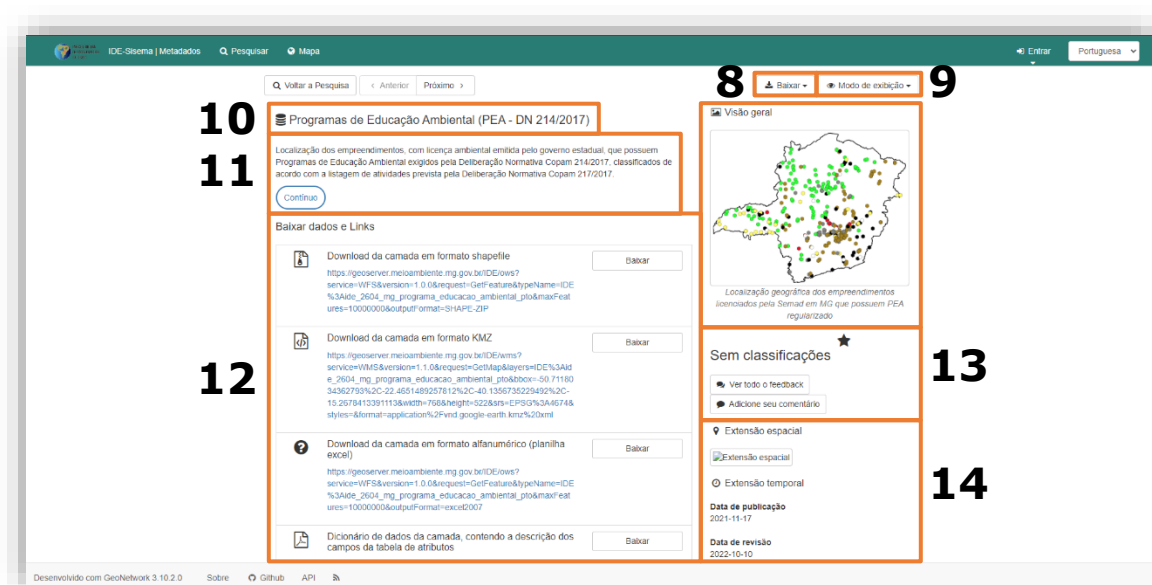 IDE-Sisema | Metadados
Pesquisar
Mapa
Entrar
Portuguesa
Voltar a Pesquisa
Anterior
Próximo
8
Baixar
Modo de exibição
9
10
Programas de Educação Ambiental (PEA - DN 214/2017)
11
Localização dos empreendimentos, com licença ambiental emitida pelo governo estadual, que possuem
Programas de Educação Ambiental exigidos pela Deliberação Normativa Copam 214/2017, classificados de
acordo com a listagem de atividades prevista pela Deliberação Normativa Copam 217/2017.
Contínuo
12
Baixar dados e Links
Download da camada em formato shapefile
Baixar
https://geoserver.meioambiente.mg.gov.br/IDE/ows?
service=WFS&version=1.0.0&request=GetFeature&typeName=IDE
%3Aide_2604_mg_programa_educacao_ambiental_pto&maxFeat
ures=10000000&outputFormat=SHAPE-ZIP
Download da camada em formato KMZ
Baixar
https://geoserver.meioambiente.mg.gov.br/IDE/wms?
service=WMS&version=1.1.0&request=GetMap&layers=IDE%3Aid
e_2604_mg_programa_educacao_ambiental_pto&bbox=-50.71180
34362793%2C-22.4651489257812%2C-40.1356735229492%2C-
15.2678413391113&width=768&height=522&srs=EPSG%3A4674&
styles=&format=application%2Fvnd.google-earth.kmz%20xml
Download da camada em formato alfanumérico (planilha
excel)
Baixar
https://geoserver.meioambiente.mg.gov.br/IDE/ows?
service=WFS&version=1.0.0&request=GetFeature&typeName=IDE
%3Aide_2604_mg_programa_educacao_ambiental_pto&maxFeat
ures=10000000&outputFormat=excel2007
Dicionário de dados da camada, contendo a descrição dos
campos da tabela de atributos
Baixar
Visão geral
Localização geográfica dos empreendimentos
licenciados pela Semad em MG que possuem PEA
regularizado
13
Sem classificações
Ver todo o feedback
Adicione seu comentário
14
Extensão espacial
Extensão espacial
Extensão temporal
Data de publicação
2021-11-17
Data de revisão
2022-10-10
Desenvolvido com GeoNetwork 3.10.2.0
Sobre
Github
API